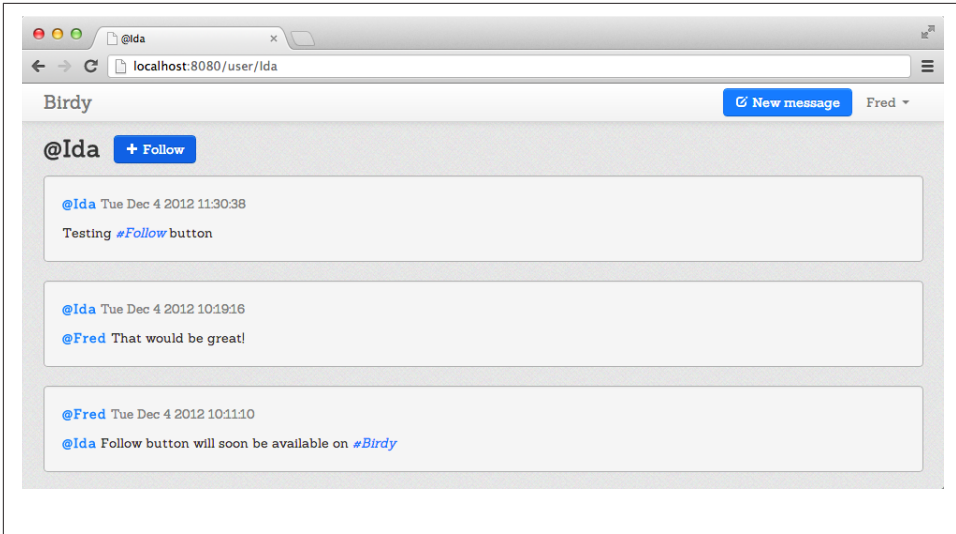 @Ida
localhost:8080/user/Ida
Birdy
New message
Fred
@Ida
+ Follow
@Ida Tue Dec 4 2012 11:30:38
Testing #Follow button
@Ida Tue Dec 4 2012 10:19:16
@Fred That would be great!
@Fred Tue Dec 4 2012 10:11:10
@Ida Follow button will soon be available on #Birdy